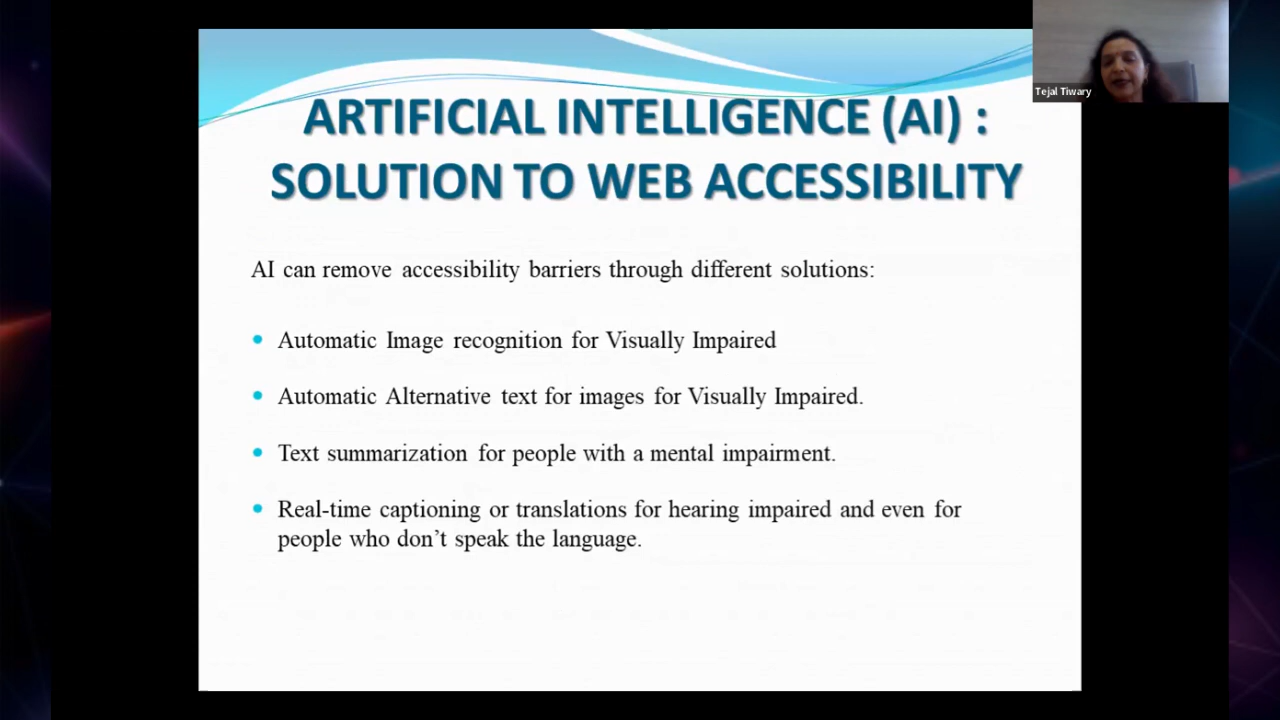 ARTIFICIAL INTELLIGENCE (AI) :
SOLUTION TO WEB ACCESSIBILITY
AI can remove accessibility barriers through different solutions:
• Automatic Image recognition for Visually Impaired
• Automatic Alternative text for images for Visually Impaired.
• Text summarization for people with a mental impairment.
• Real-time captioning or translations for hearing impaired and even for
people who don’t speak the language.
Tejal Tiwary